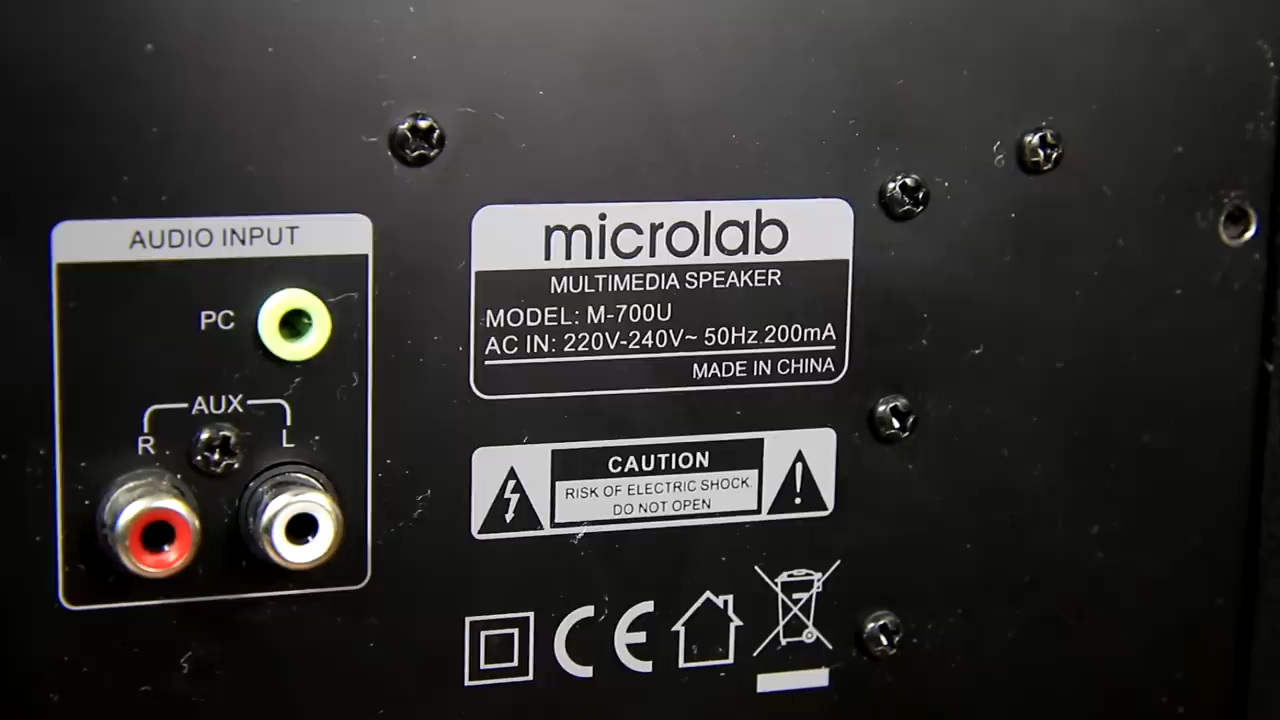 AUDIO INPUT
PC
AUX
R
L
microlab
MULTIMEDIA SPEAKER
MODEL: M-700U
AC IN: 220V-240V~ 50Hz 200mA
MADE IN CHINA
CAUTION
RISK OF ELECTRIC SHOCK.
DO NOT OPEN
CE